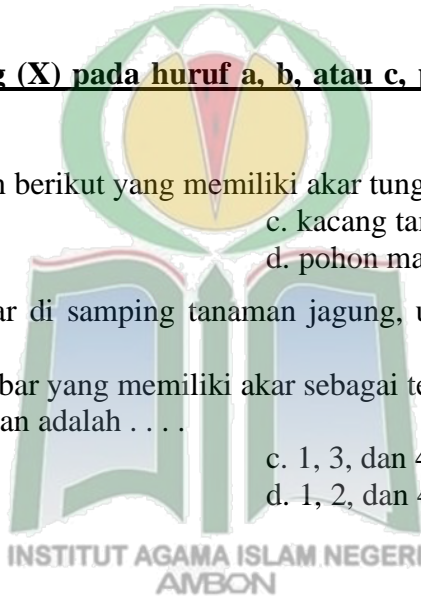 g (X) pada huruf a, b, atau c,
berikut yang memiliki akar tung
c. kacang tan
d. pohon ma
ar di samping tanaman jagung, u
bar yang memiliki akar sebagai te
an adalah . . . .
c. 1, 3, dan 4
d. 1, 2, dan 4
INSTITUT AGAMA ISLAM NEGERI
AMBON